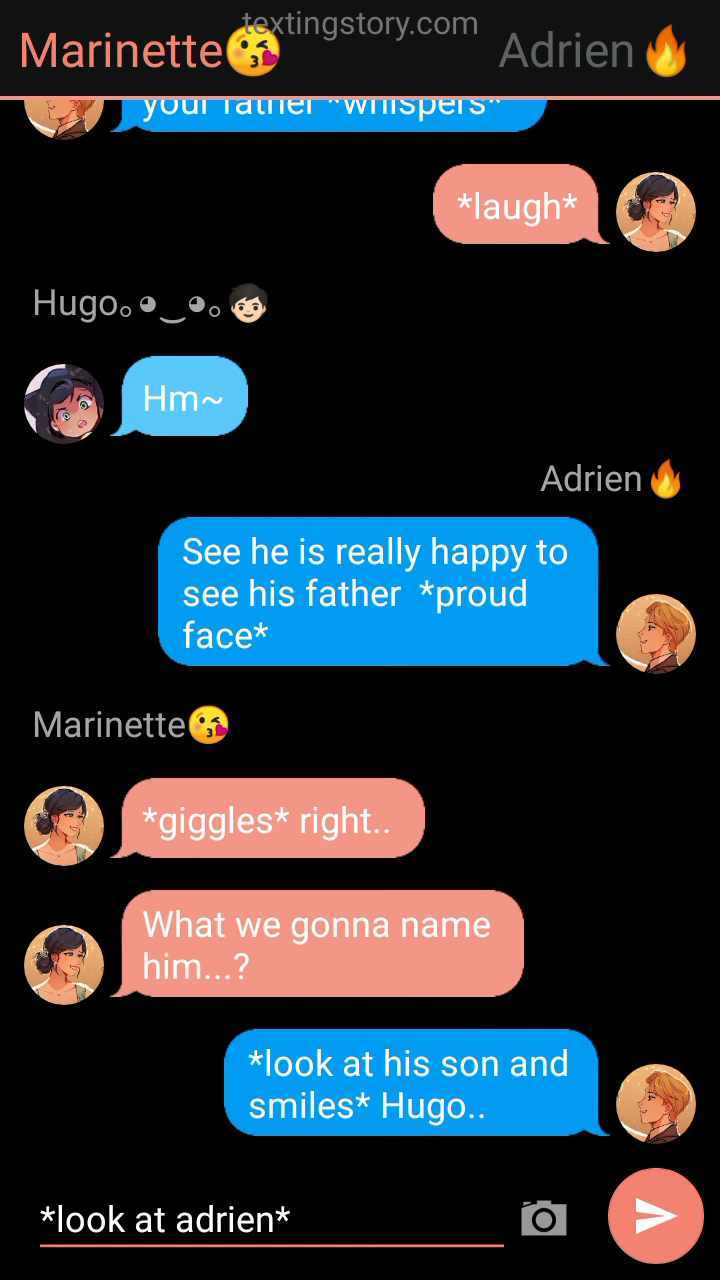 textingstory.com
Marinette😘 Adrien🔥
your father *whispers*
*laugh*
Hugo｡◕‿◕｡👦🏻
Hm~
Adrien🔥
See he is really happy to
see his father  *proud
face*
Marinette😘
*giggles* right..
What we gonna name
him...?
*look at his son and
smiles* Hugo..
*look at adrien*